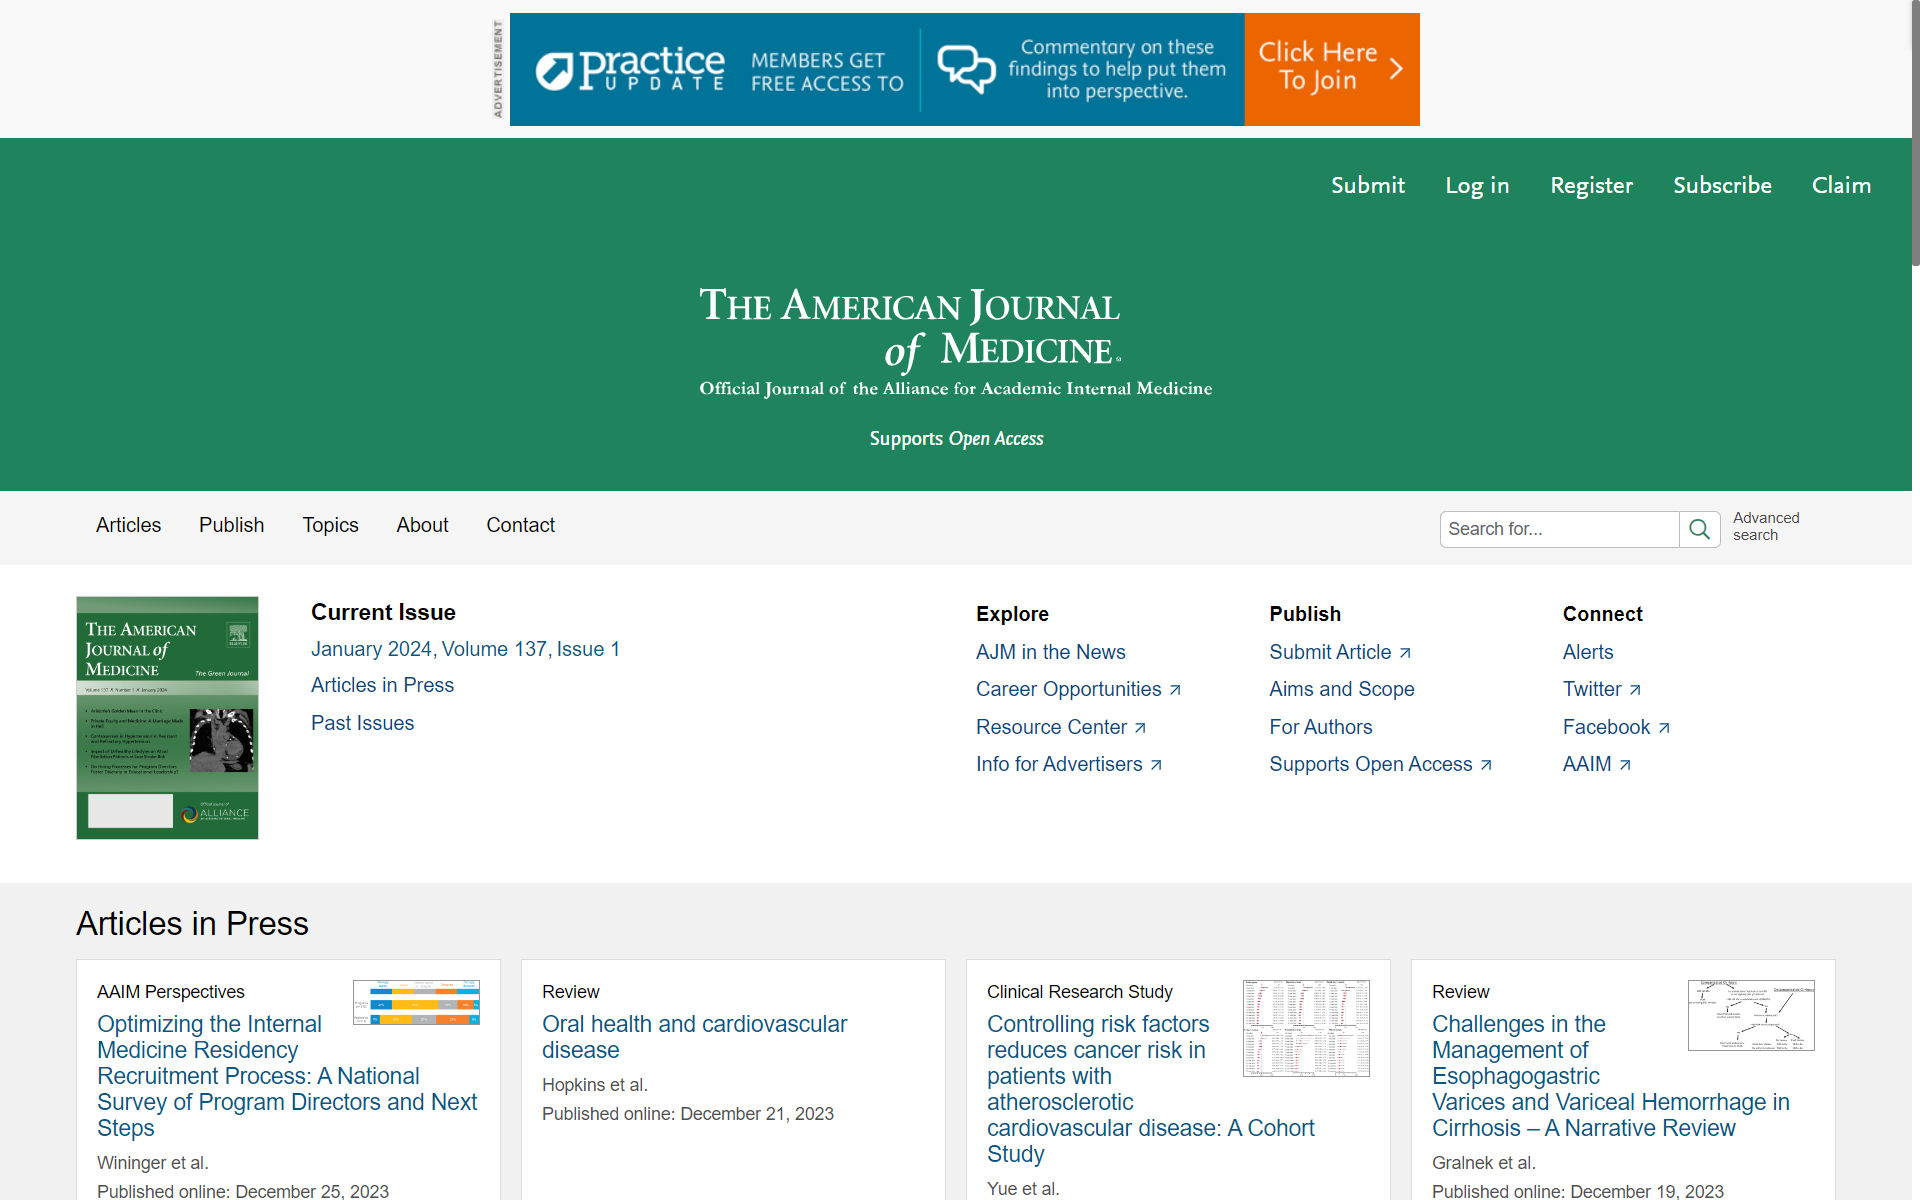 ADVERTISEMENT
practice
UPDATE
MEMBERS GET
FREE ACCESS TO
Commentary on these
findings to help put them
into perspective.
Click Here
To Join
Submit
Log in
Register
Subscribe
Claim
THE AMERICAN JOURNAL
of MEDICINE®
Official Journal of the Alliance for Academic Internal Medicine
Supports Open Access
Articles
Publish
Topics
About
Contact
Search for...
Advanced
search
THE AMERICAN
JOURNAL of
MEDICINE
The Green Journal
ALLIANCE
Current Issue
January 2024, Volume 137, Issue 1
Articles in Press
Past Issues
Explore
AJM in the News
Career Opportunities
Resource Center
Info for Advertisers
Publish
Submit Article
Aims and Scope
For Authors
Supports Open Access
Connect
Alerts
Twitter
Facebook
AAIM
Articles in Press
AAIM Perspectives
Optimizing the Internal
Medicine Residency
Recruitment Process: A National
Survey of Program Directors and Next
Steps
Wininger et al.
Published online: December 25, 2023
Review
Oral health and cardiovascular
disease
Hopkins et al.
Published online: December 21, 2023
Clinical Research Study
Controlling risk factors
reduces cancer risk in
patients with
atherosclerotic
cardiovascular disease: A Cohort
Study
Yue et al.
Review
Challenges in the
Management of
Esophagogastric
Varices and Variceal Hemorrhage in
Cirrhosis – A Narrative Review
Gralnek et al.
Published online: December 19, 2023